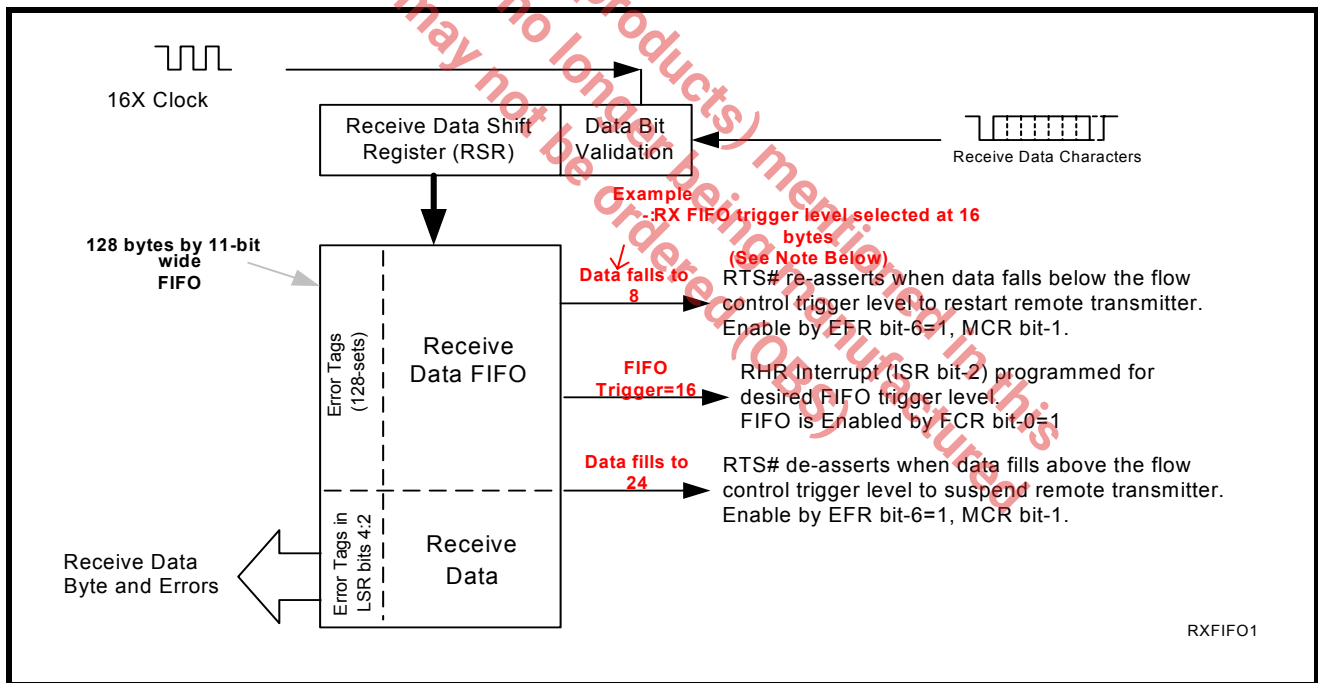 products) mentioned in this
no longer being manufactured
may not be ordered (OBS)
16X Clock
Receive Data Shift
Register (RSR)
Data Bit
Validation
Receive Data Characters
Example
-:RX FIFO trigger level selected at 16
bytes
(See Note Below)
128 bytes by 11-bit
wide
FIFO
Data falls to
8
RTS# re-asserts when data falls below the flow
control trigger level to restart remote transmitter.
Enable by EFR bit-6=1, MCR bit-1.
Error Tags
(128-sets)
Receive
Data FIFO
FIFO
Trigger=16
RHR Interrupt (ISR bit-2) programmed for
desired FIFO trigger level.
FIFO is Enabled by FCR bit-0=1
Data fills to
24
RTS# de-asserts when data fills above the flow
control trigger level to suspend remote transmitter.
Enable by EFR bit-6=1, MCR bit-1.
Error Tags in
LSR bits 4:2
Receive
Data
Receive Data
Byte and Errors
RXFIFO1